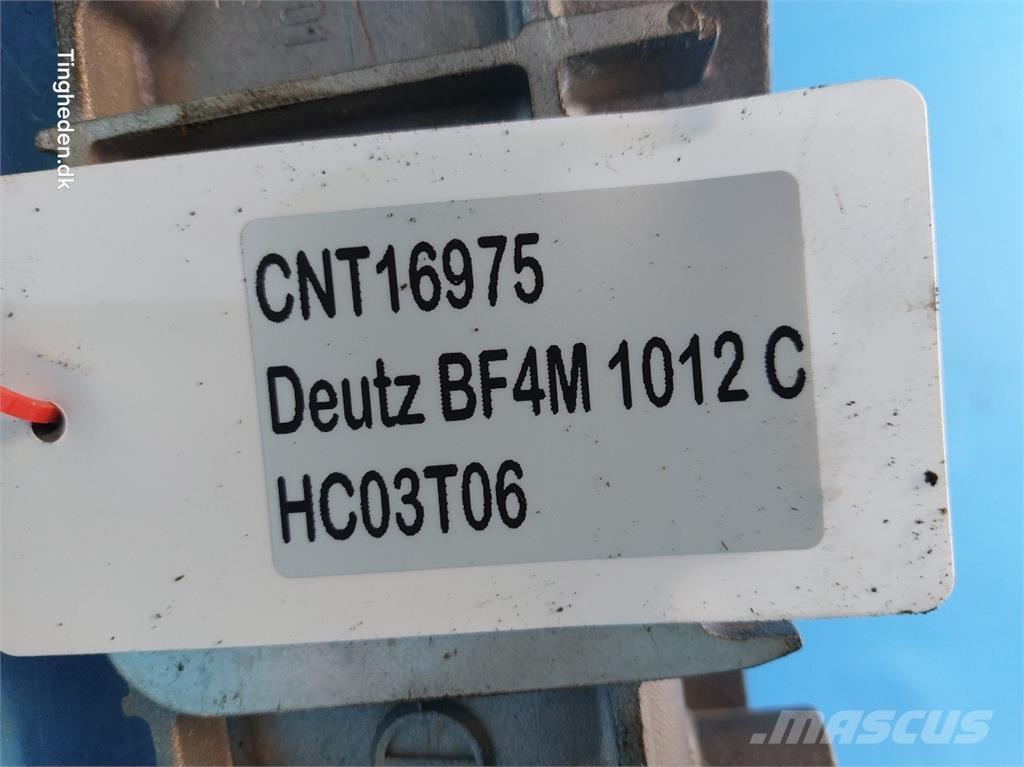 Tingheden.dk
CNT16975
Deutz BF4M 1012 C
HC03T06
MASCUS